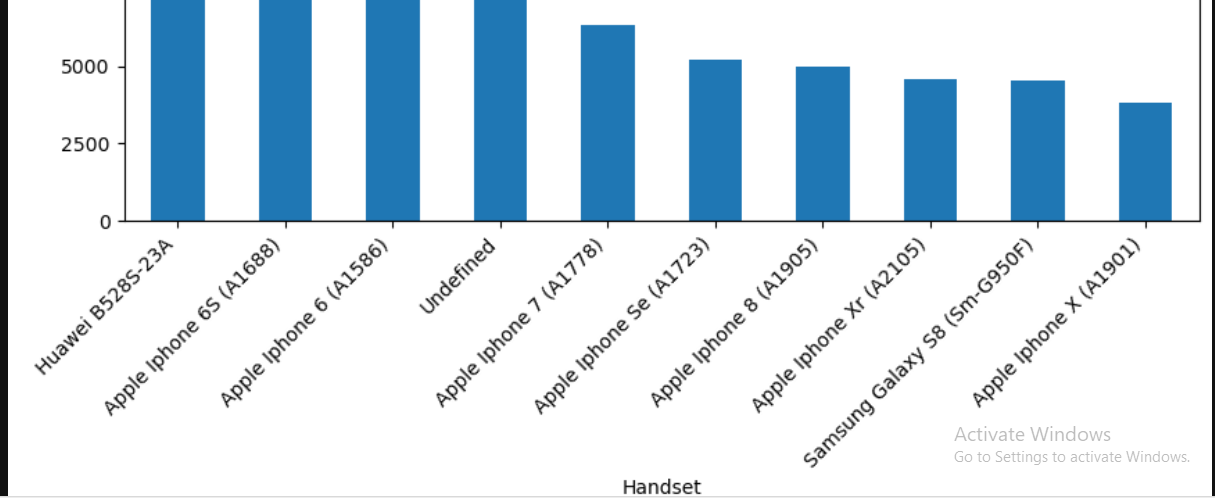 5000
2500
0
Huawei B528S-23A
Apple Iphone 6S (A1688)
Apple Iphone 6 (A1586)
Undefined
Apple Iphone 7 (A1778)
Apple Iphone Se (A1723)
Apple Iphone 8 (A1905)
Apple Iphone Xr (A2105)
Samsung Galaxy S8 (Sm-G950F)
Apple Iphone X (A1901)
Activate Windows
Go to Settings to activate Windows.
Handset